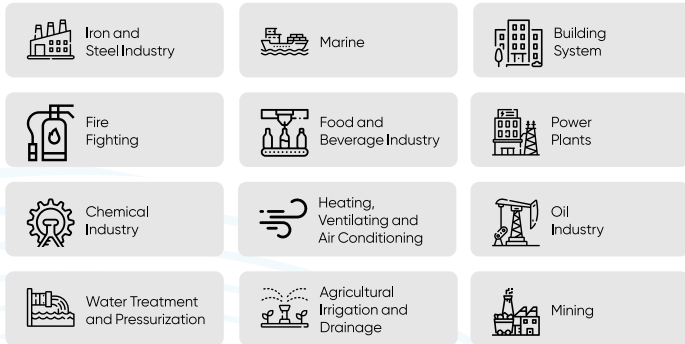 Iron and
Steel Industry
Marine
Building
System
Fire
Fighting
Food and
Beverage Industry
Power
Plants
Chemical
Industry
Heating,
Ventilating and
Air Conditioning
Oil
Industry
Water Treatment
and Pressurization
Agricultural
Irrigation and
Drainage
Mining